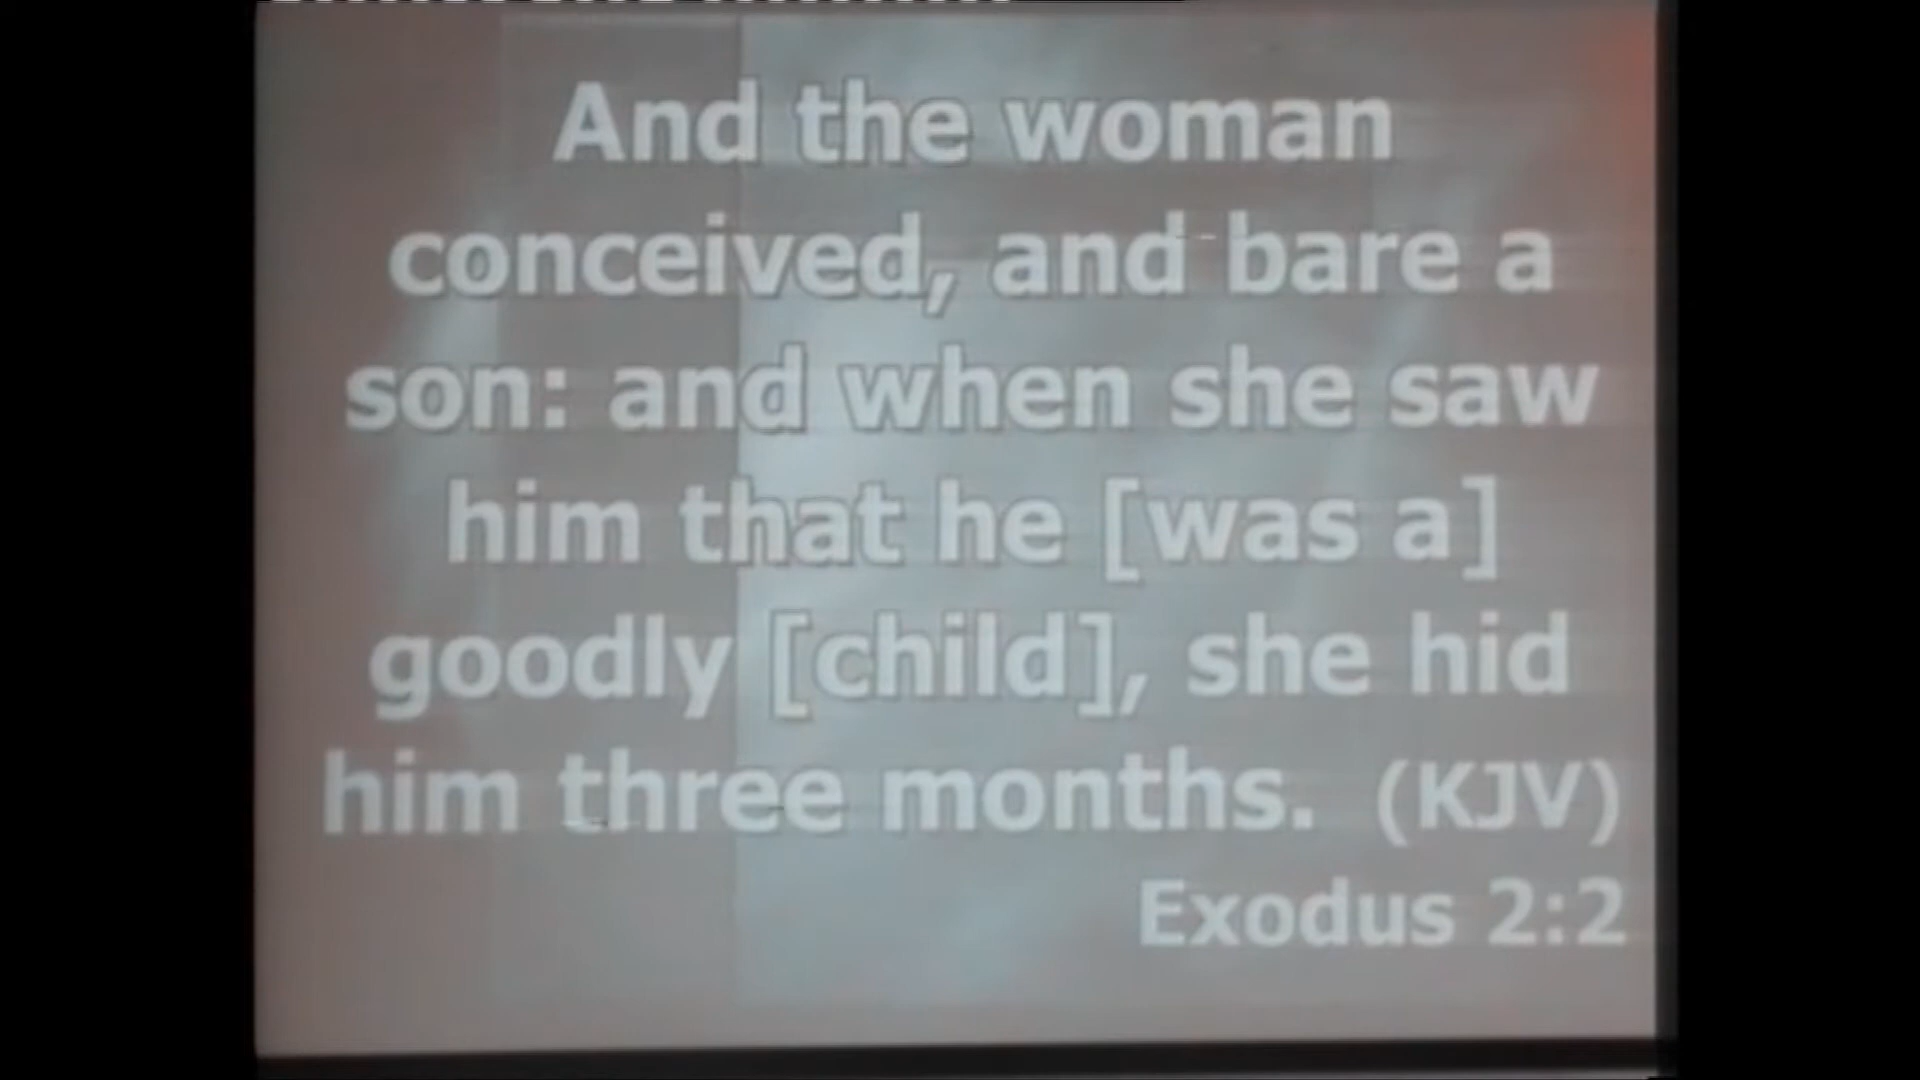 And the woman
conceived, and bare a
son: and when she saw
him that he [was a]
goodly [child], she hid
him three months. (KJV)
Exodus 2:2